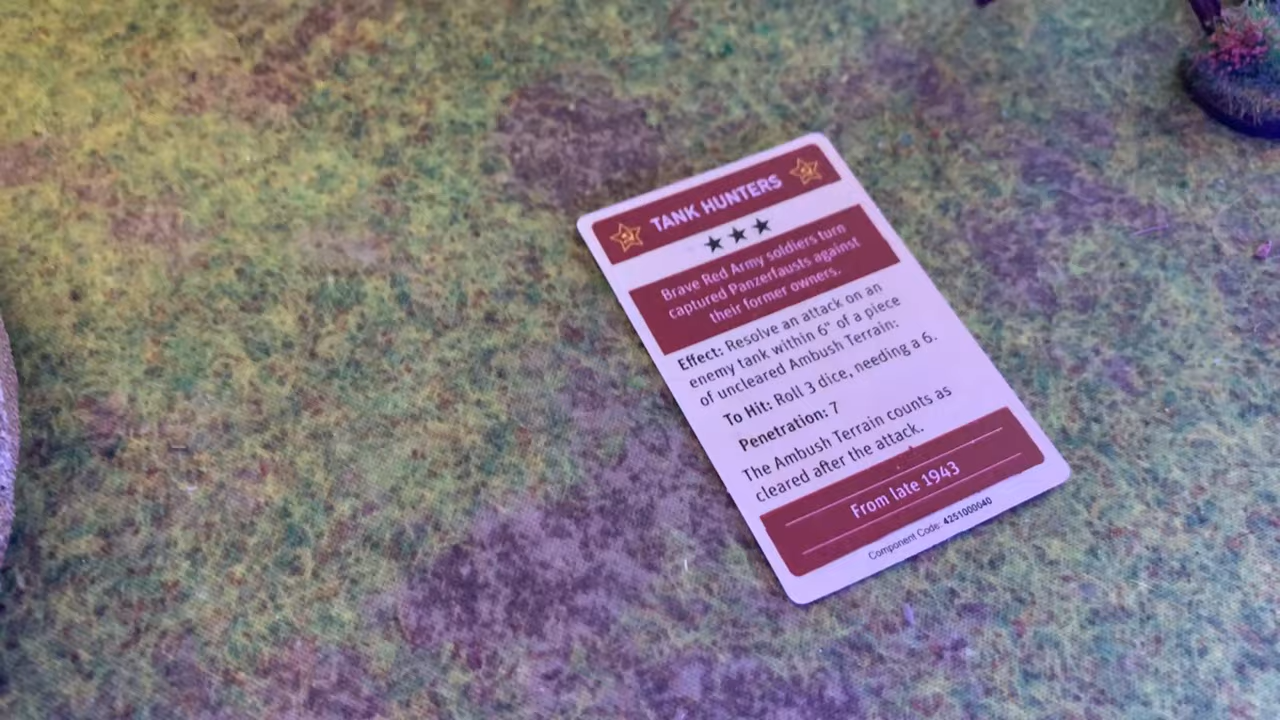 TANK HUNTERS
★★★
Brave Red Army soldiers turn
captured Panzerfausts against
their former owners.
Effect: Resolve an attack on an
enemy tank within 6" of a piece
of uncleared Ambush Terrain:
To Hit: Roll 3 dice, needing a 6.
Penetration: 7
The Ambush Terrain counts as
cleared after the attack.
From late 1943
Component Code: 4251000040